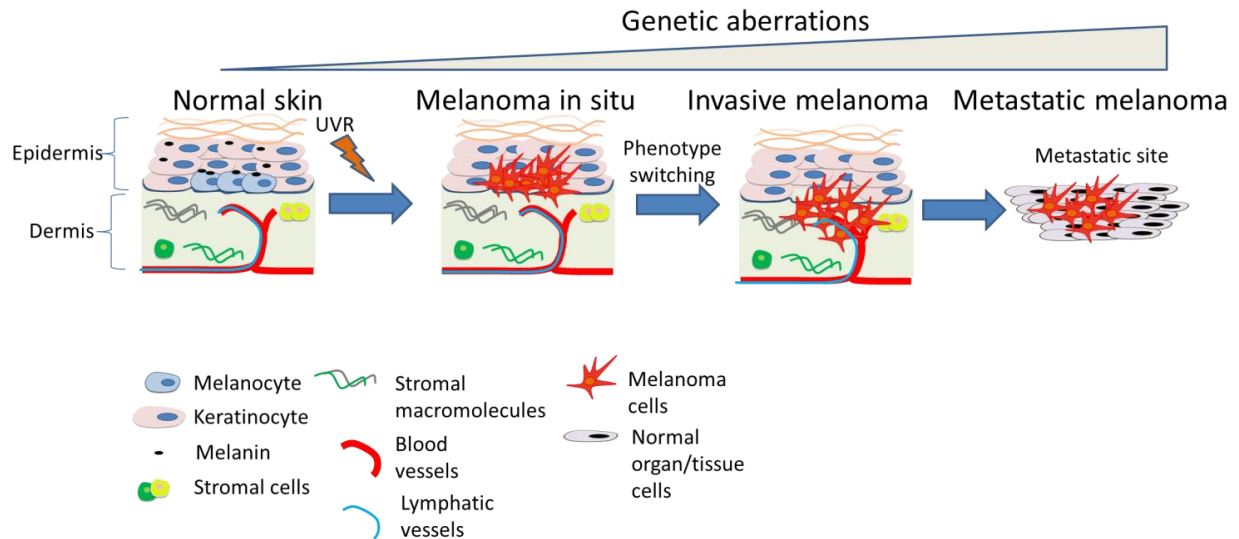 Genetic aberrations
Normal skin
Melanoma in situ
Invasive melanoma
Metastatic melanoma
UVR
Epidermis
Dermis
Phenotype
switching
Metastatic site
Melanocyte
Keratinocyte
Melanin
Stromal cells
Stromal
macromolecules
Blood
vessels
Lymphatic
vessels
Melanoma
cells
Normal
organ/tissue
cells